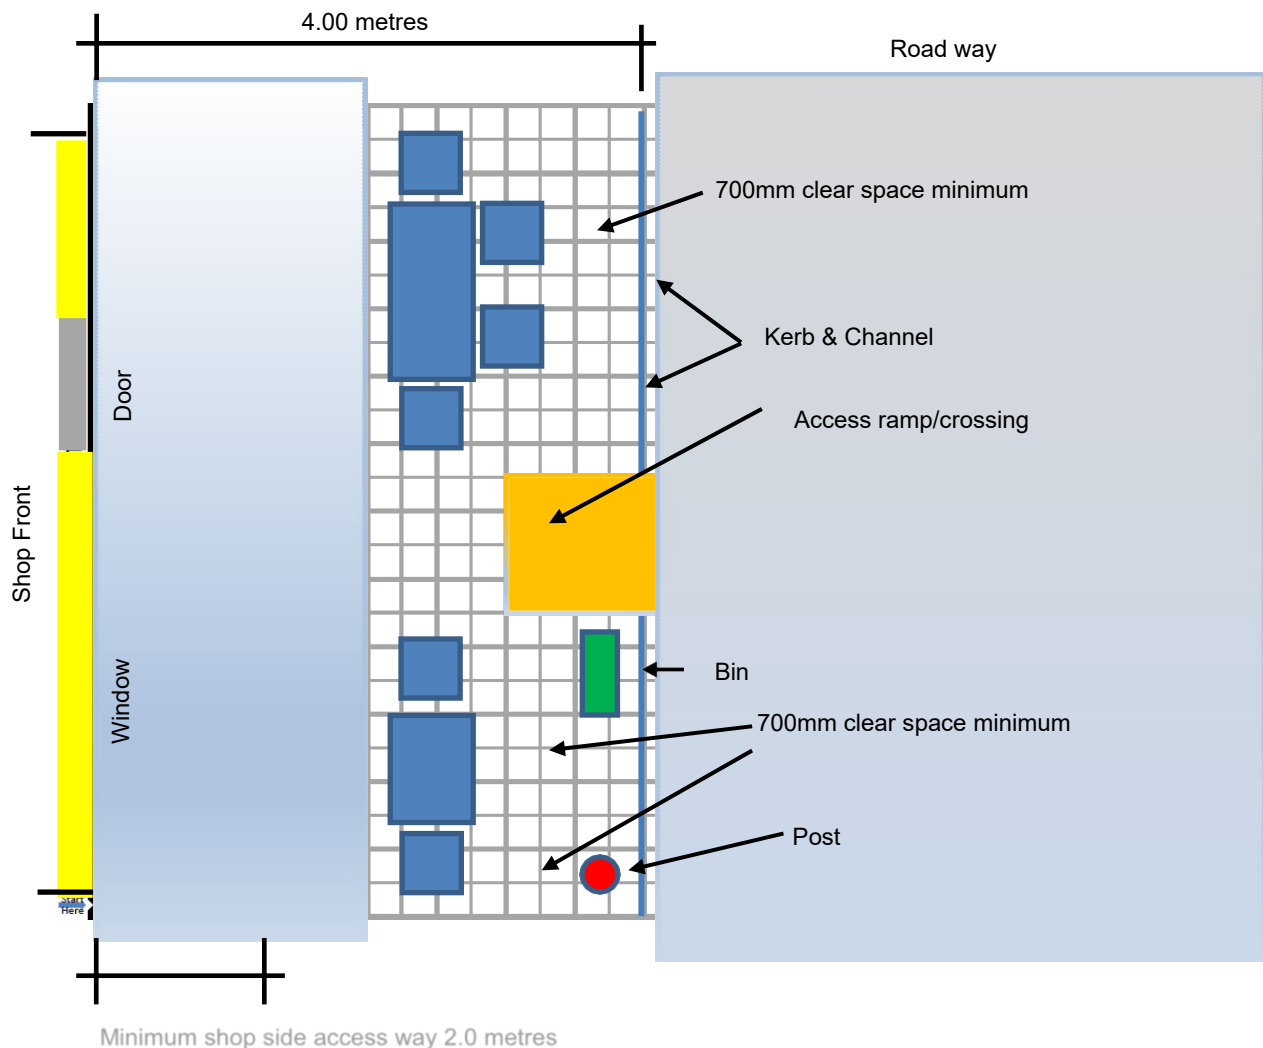 4.00 metres
Road way
700mm clear space minimum
Kerb & Channel
Door
Access ramp/crossing
Shop Front
Window
Bin
700mm clear space minimum
Post
Start
Here
Minimum shop side access way 2.0 metres